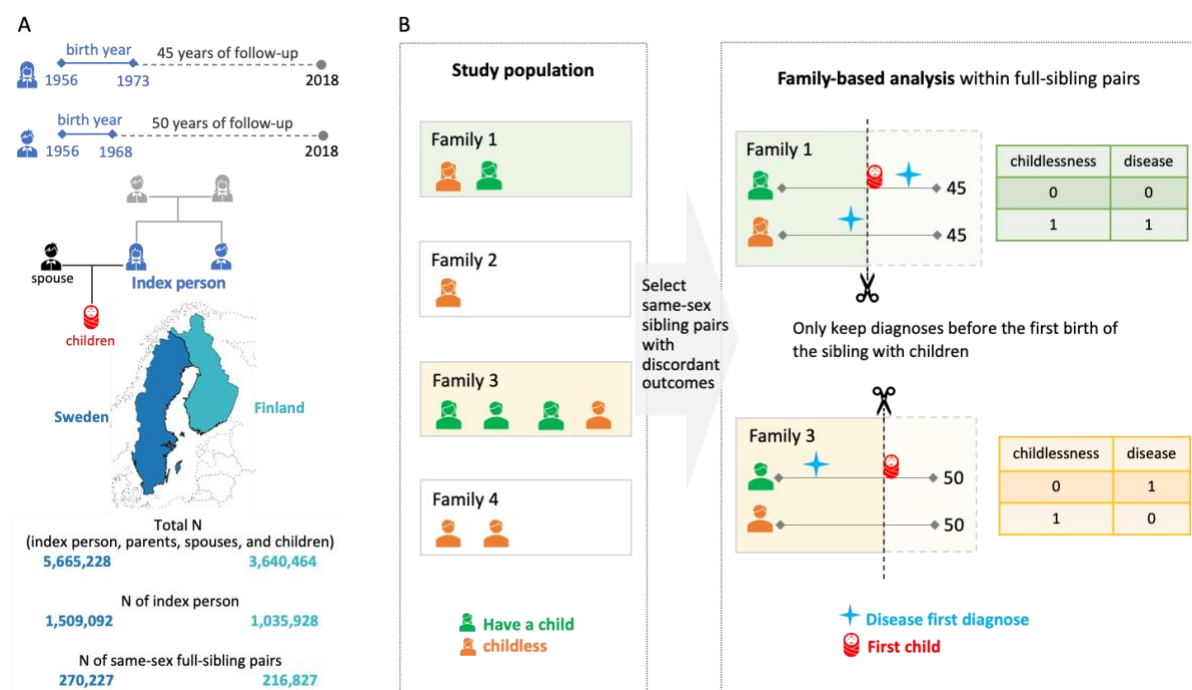 A
birth year
45 years of follow-up
1956
1973
2018
birth year
50 years of follow-up
1956
1968
2018
spouse
Index person
children
Sweden
Finland
Total N
(index person, parents, spouses, and children)
5,665,228
3,640,464
N of index person
1,509,092
1,035,928
N of same-sex full-sibling pairs
270,227
216,827
B
Study population
Family 1
Family 2
Family 3
Family 4
Have a child
childless
Select
same-sex
sibling pairs
with
discordant
outcomes
Family-based analysis within full-sibling pairs
Family 1
45
45
childlessness disease
0 0
1 1
Only keep diagnoses before the first birth of
the sibling with children
Family 3
50
50
childlessness disease
0 1
1 0
Disease first diagnose
First child